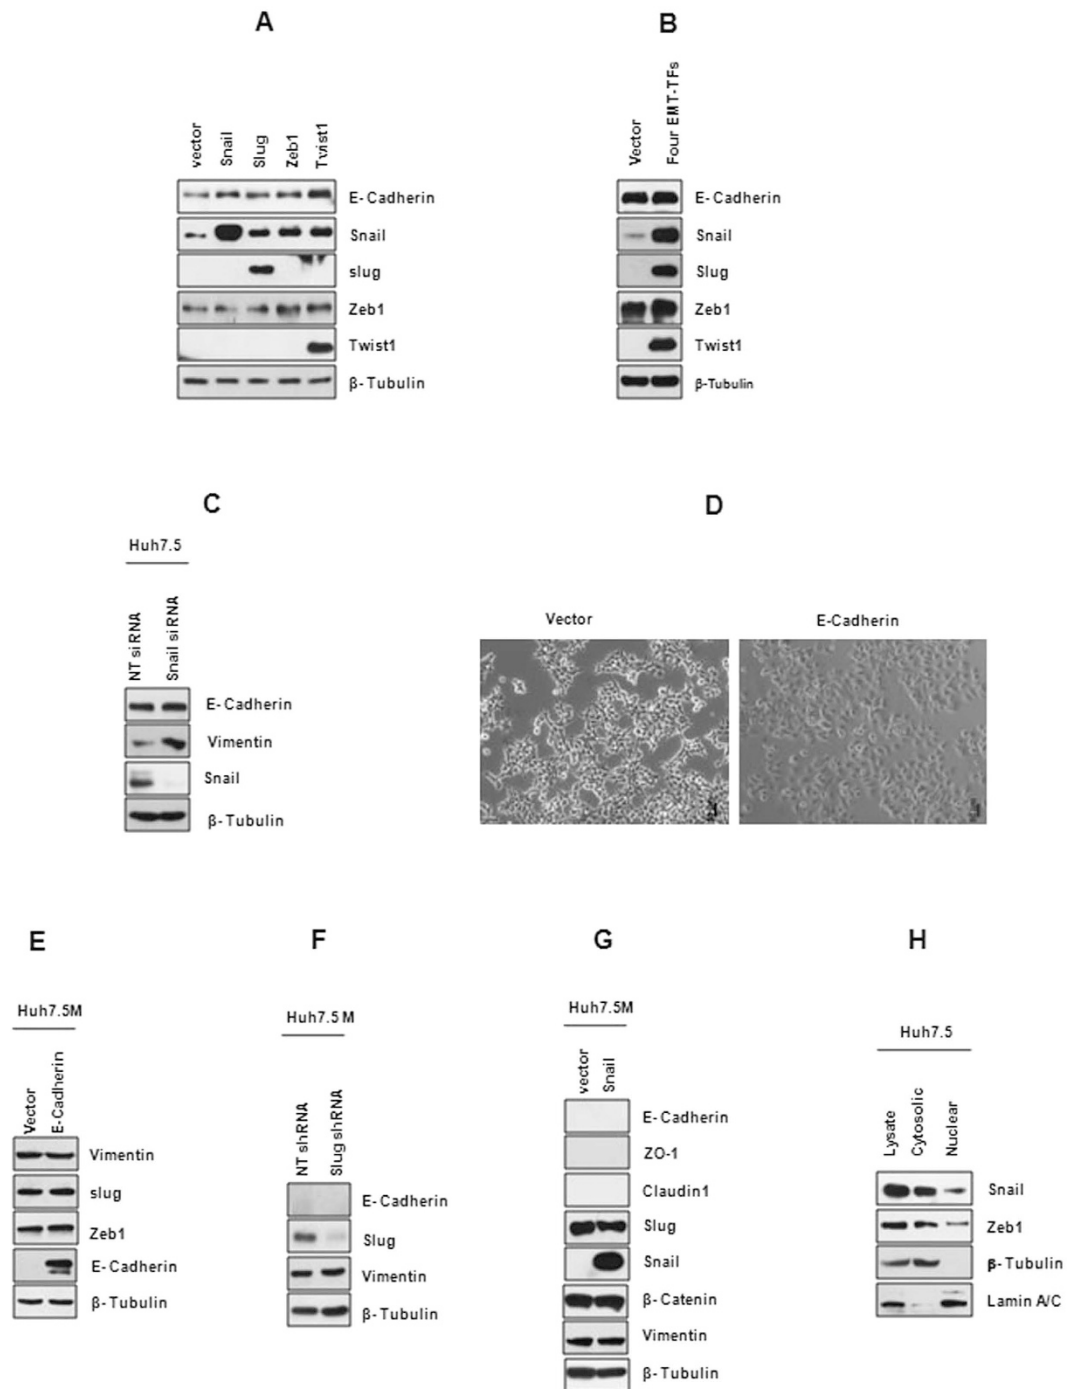 A
B
vector
Snail
Slug
Zeb1
Twist1
E-Cadherin
Snail
slug
Zeb1
Twist1
β-Tubulin
Vector
Four EMT-TFs
E-Cadherin
Snail
Slug
Zeb1
Twist1
β-Tubulin
C
D
Huh7.5
NT siRNA
Snail siRNA
E-Cadherin
Vimentin
Snail
β-Tubulin
Vector
E-Cadherin
E
F
G
H
Huh7.5M
Vector
E-Cadherin
Vimentin
slug
Zeb1
E-Cadherin
β-Tubulin
Huh7.5 M
NT shRNA
Slug shRNA
E-Cadherin
Slug
Vimentin
β-Tubulin
Huh7.5M
vector
Snail
E-Cadherin
ZO-1
Claudin1
Slug
Snail
β-Catenin
Vimentin
β-Tubulin
Huh7.5
Lysate
Cytosolic
Nuclear
Snail
Zeb1
β-Tubulin
Lamin A/C